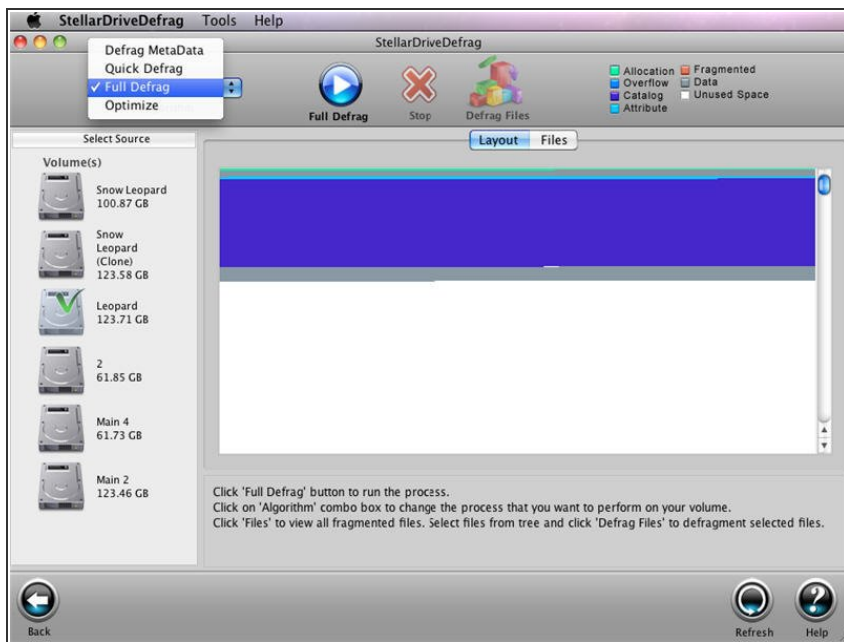 StellarDriveDefrag Tools Help
StellarDriveDefrag
Defrag MetaData
Quick Defrag
✓ Full Defrag
Optimize
Full Defrag
Stop
Defrag Files
Allocation
Overflow
Catalog
Attribute
Fragmented
Data
Unused Space
Select Source
Layout
Files
Volume(s)
Snow Leopard
100.87 GB
Snow
Leopard
(Clone)
123.58 GB
Leopard
123.71 GB
2
61.85 GB
Main 4
61.73 GB
Main 2
123.46 GB
Click 'Full Defrag' button to run the process.
Click on 'Algorithm' combo box to change the process that you want to perform on your volume.
Click 'Files' to view all fragmented files. Select files from tree and click 'Defrag Files' to defragment selected files.
Back
Refresh
Help